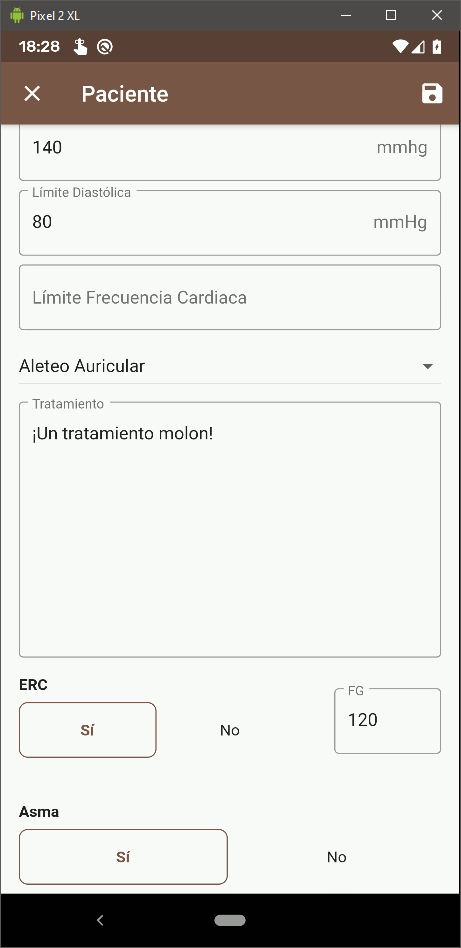 Pixel 2 XL
18:28
Paciente
140 mmhg
Límite Diastólica
80 mmHg
Límite Frecuencia Cardiaca
Aleteo Auricular
Tratamiento
¡Un tratamiento molon!
ERC
FG
Sí No 120
Asma
Sí No